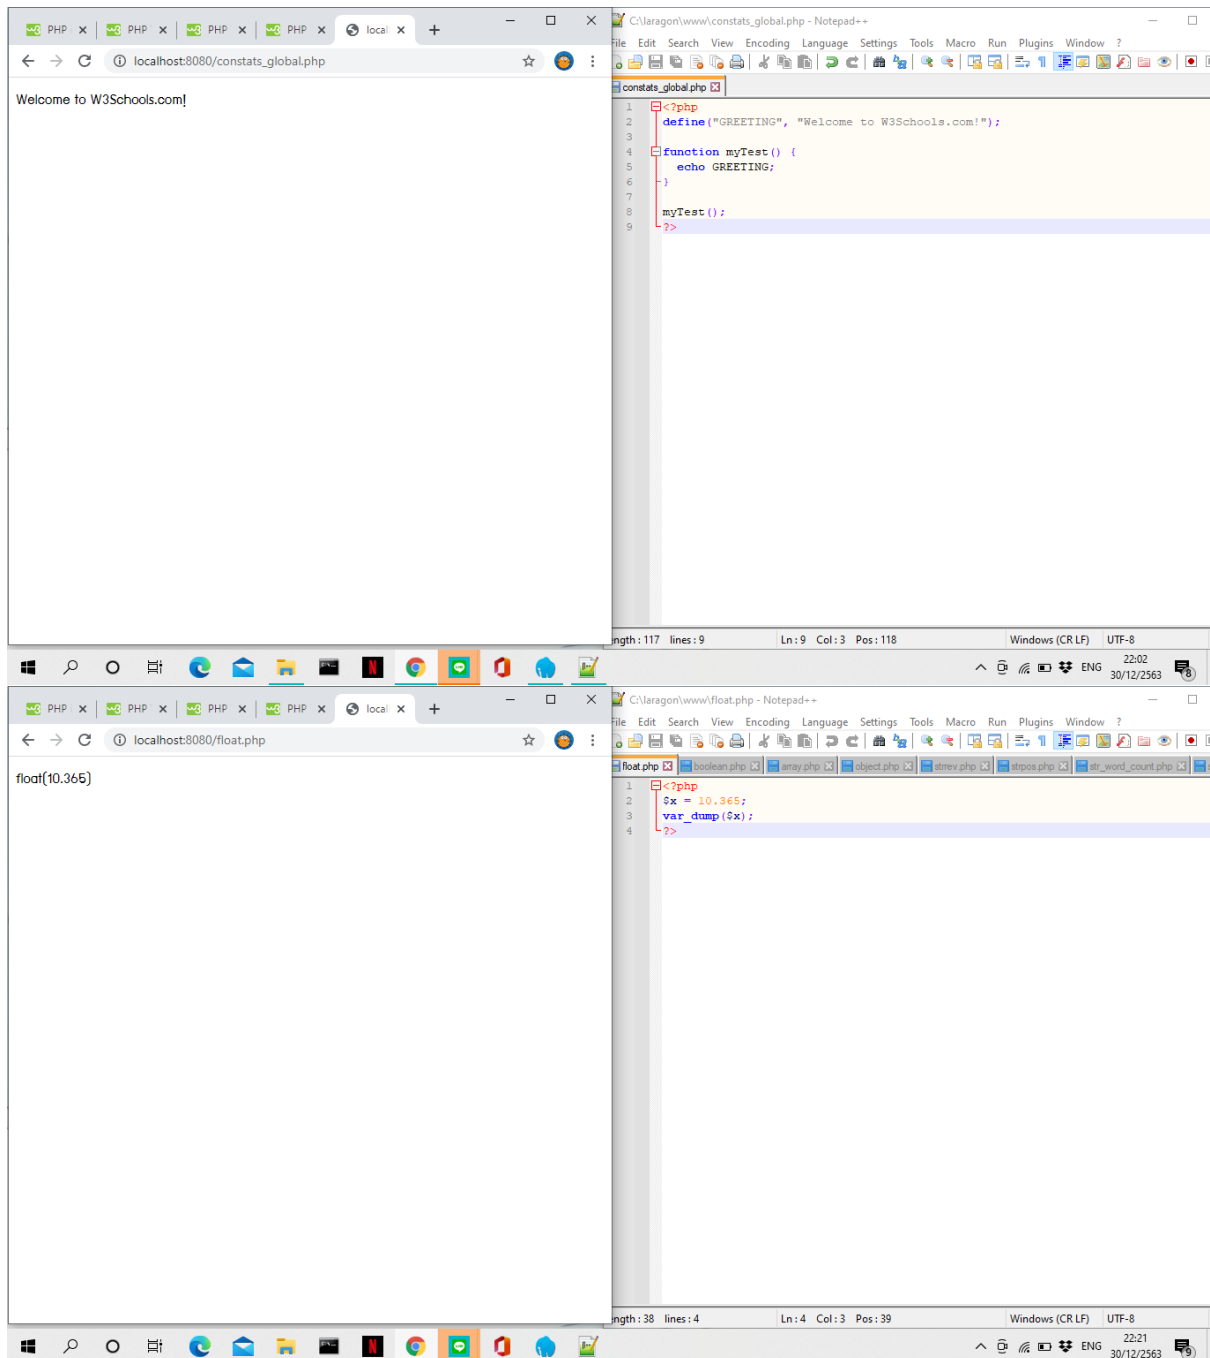 PHP PHP PHP PHP local
localhost:8080/constats_global.php
Welcome to W3Schools.com!
C:\laragon\www\constats_global.php - Notepad++
File Edit Search View Encoding Language Settings Tools Macro Run Plugins Window ?
constats_global.php
1 <?php
2 define("GREETING", "Welcome to W3Schools.com!");
3
4 function myTest() {
5 echo GREETING;
6 }
7
8 myTest();
9 ?>
ength : 117 lines : 9 Ln : 9 Col : 3 Pos : 118 Windows (CR LF) UTF-8
ENG 22:02
30/12/2563 8
PHP PHP PHP PHP local
localhost:8080/float.php
float(10.365)
C:\laragon\www\float.php - Notepad++
File Edit Search View Encoding Language Settings Tools Macro Run Plugins Window ?
float.php boolean.php array.php object.php strrev.php strpos.php str_word_count.php
1 <?php
2 $x = 10.365;
3 var_dump($x);
4 ?>
ength : 38 lines : 4 Ln : 4 Col : 3 Pos : 39 Windows (CR LF) UTF-8
ENG 22:21
30/12/2563 9